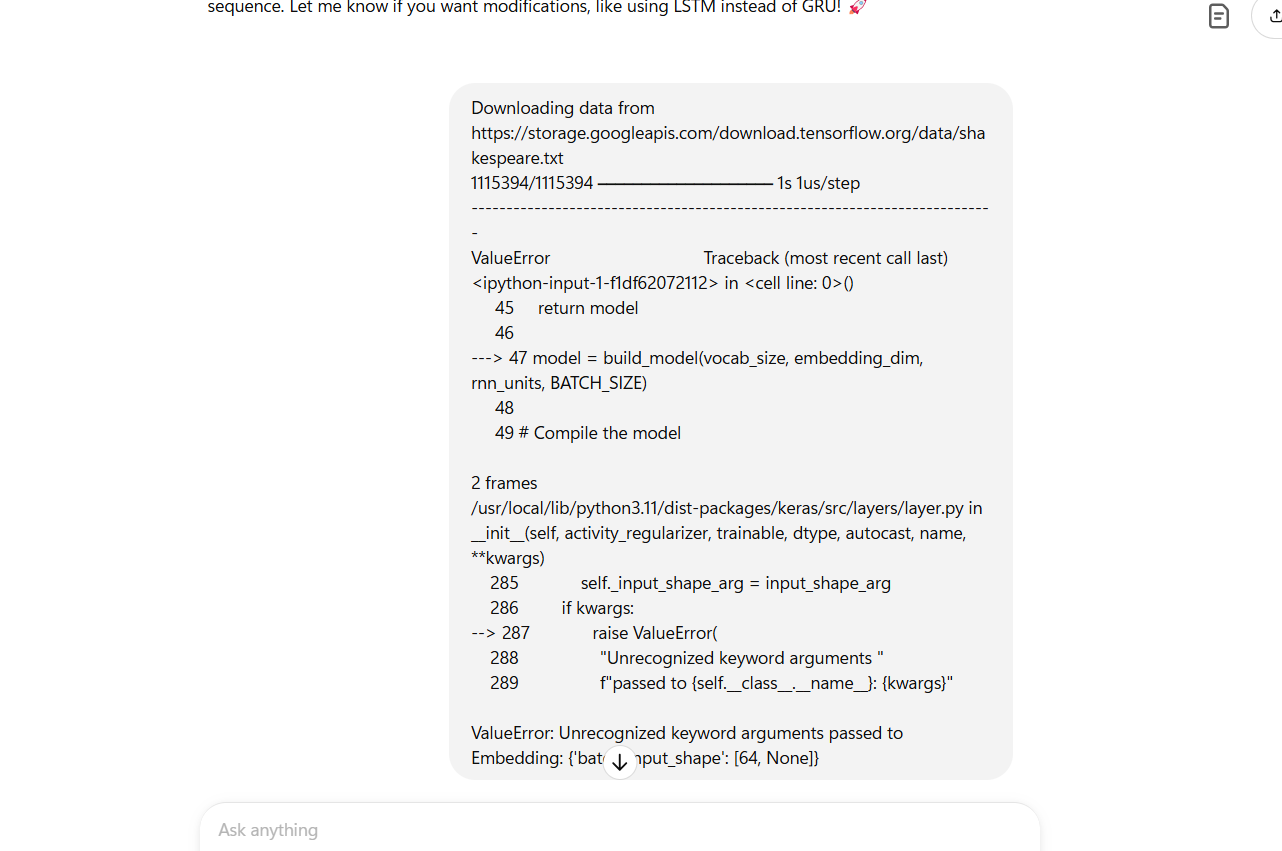 sequence. Let me know if you want modifications, like using LSTM instead of GRU! 🚀
Downloading data from
https://storage.googleapis.com/download.tensorflow.org/data/sha
kespeare.txt
1115394/1115394 ━━━━━━━━━━━━━━━━━━━━ 1s 1us/step
---------------------------------------------------------------------------
-
ValueError                                Traceback (most recent call last)
<ipython-input-1-f1df62072112> in <cell line: 0>()
     45     return model
     46
---> 47 model = build_model(vocab_size, embedding_dim,
rnn_units, BATCH_SIZE)
     48
     49 # Compile the model
2 frames
/usr/local/lib/python3.11/dist-packages/keras/src/layers/layer.py in
__init__(self, activity_regularizer, trainable, dtype, autocast, name,
**kwargs)
    285             self._input_shape_arg = input_shape_arg
    286         if kwargs:
--> 287             raise ValueError(
    288                 "Unrecognized keyword arguments "
    289                 f"passed to {self.__class__.__name__}: {kwargs}"
ValueError: Unrecognized keyword arguments passed to
Embedding: {'bat nput_shape': [64, None]}
Ask anything